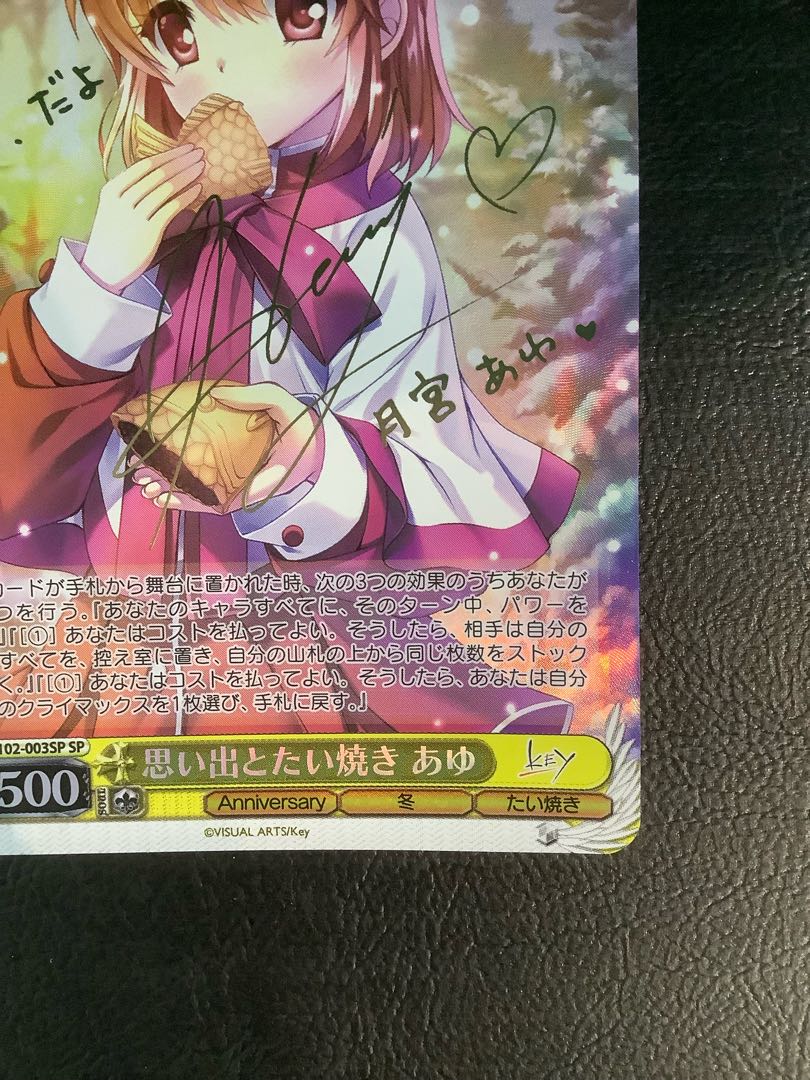 ．だよ
月宮 あゆ♥
カードが手札から舞台に置かれた時、次の3つの効果のうちあなたが
つを行う。『あなたのキャラすべてに、そのターン中、パワーを
』『［①］あなたはコストを払ってよい。そうしたら、相手は自分の
すべてを、控え室に置き、自分の山札の上から同じ枚数をストック
く。』『［①］あなたはコストを払ってよい。そうしたら、あなたは自分
のクライマックスを1枚選び、手札に戻す。』
102-003SP SP
思い出とたい焼き あゆ
KEY
500
SOUL
Anniversary
冬
たい焼き
©VISUAL ARTS/Key